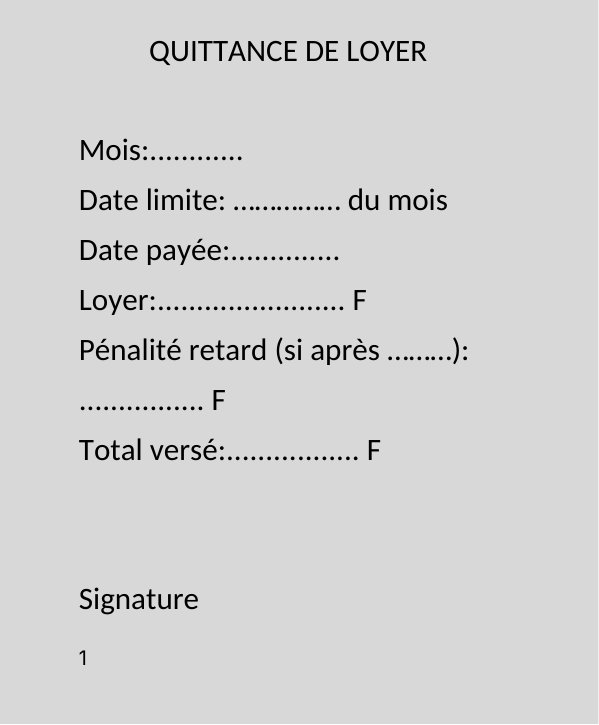 QUITTANCE DE LOYER
Mois:............
Date limite: …………… du mois
Date payée:..............
Loyer:........................ F
Pénalité retard (si après ………):
................ F
Total versé:................. F
Signature
1